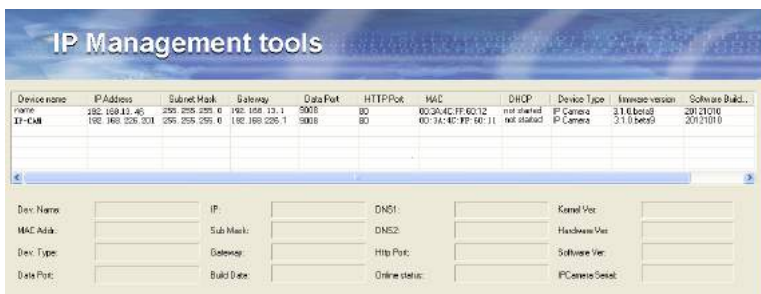 IP Management tools
Device name IP Address Subnet Mask Gateway Data Port HTTP Port MAC DHCP Device Type firmware version Software Build...
name 192.168.13.46 255.255.255.0 192.168.13.1 9008 80 00:3A:4C:FF:60:12 not started IP Camera 3.1.0.beta9 20121010
IP-CAM 192.168.226.201 255.255.255.0 192.168.226.1 9008 80 00:3A:4C:FF:60:11 not started IP Camera 3.1.0.beta9 20121010
Dev. Name: IP: DNS1: Kernel Ver:
MAC Addr: Sub Mask: DNS2: Hardware Ver:
Dev. Type: Gateway: Http Port: Software Ver:
Data Port: Build Date: Online status: IPCamera Serial: